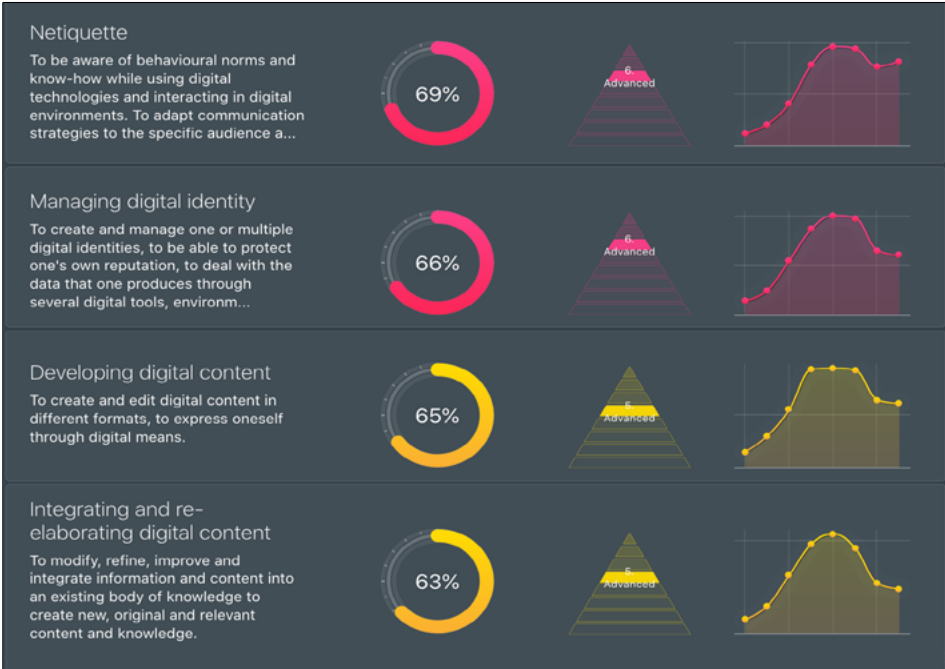 Netiquette
To be aware of behavioural norms and
know-how while using digital
technologies and interacting in digital
environments. To adapt communication
strategies to the specific audience a...
69%
6.
Advanced
Managing digital identity
To create and manage one or multiple
digital identities, to be able to protect
one's own reputation, to deal with the
data that one produces through
several digital tools, environm...
66%
6.
Advanced
Developing digital content
To create and edit digital content in
different formats, to express oneself
through digital means.
65%
5.
Advanced
Integrating and re-
elaborating digital content
To modify, refine, improve and
integrate information and content into
an existing body of knowledge to
create new, original and relevant
content and knowledge.
63%
5.
Advanced